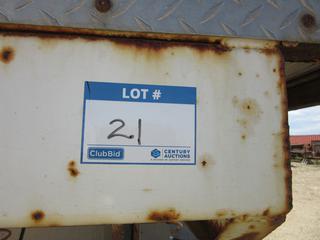 LOT #
21
ClubBid
CENTURY
AUCTIONS